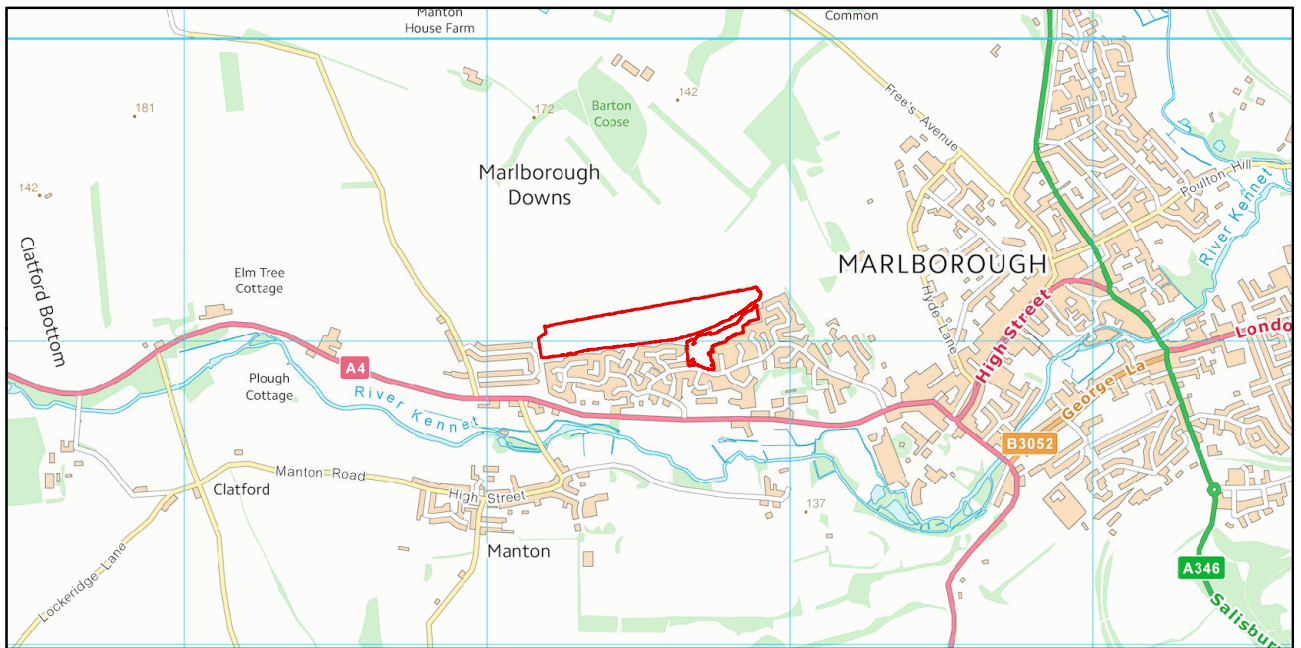 Manton
House Farm
Common
181
172
142
Barton
Copse
Free's Avenue
Marlborough
Downs
142
Poulton Hill
River Kennet
Clatford Bottom
Elm Tree
Cottage
MARLBOROUGH
Hyde Lane
High Street
Londo
A4
Plough
Cottage
River Kennet
George La
B3052
Manton Road
Clatford
High Street
137
Manton
A346
Lockeridge Lane
Salisbury